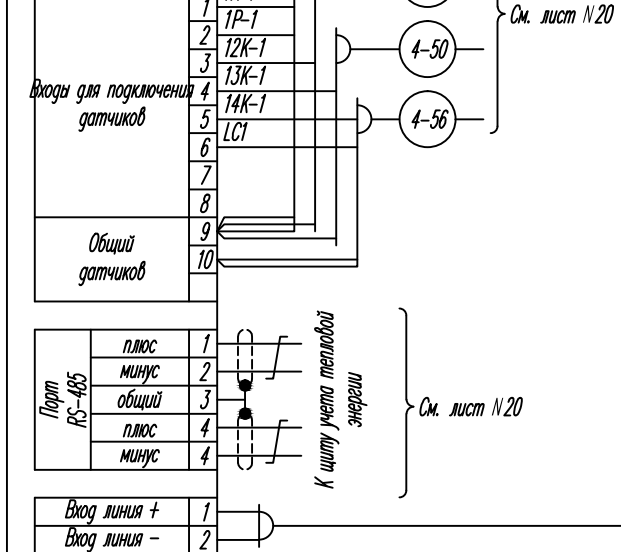 1
1Р-1
2
12К-1
3
13К-1
4
14К-1
5
LC1
6
7
8
Входы для подключения
датчиков
9
10
Общий
датчиков
4-50
4-56
См. лист N20
Порт
RS-485
плюс 1
минус 2
общий 3
плюс 4
минус 4
К щиту учета тепловой
энергии
См. лист N20
Вход линия + 1
Вход линия - 2